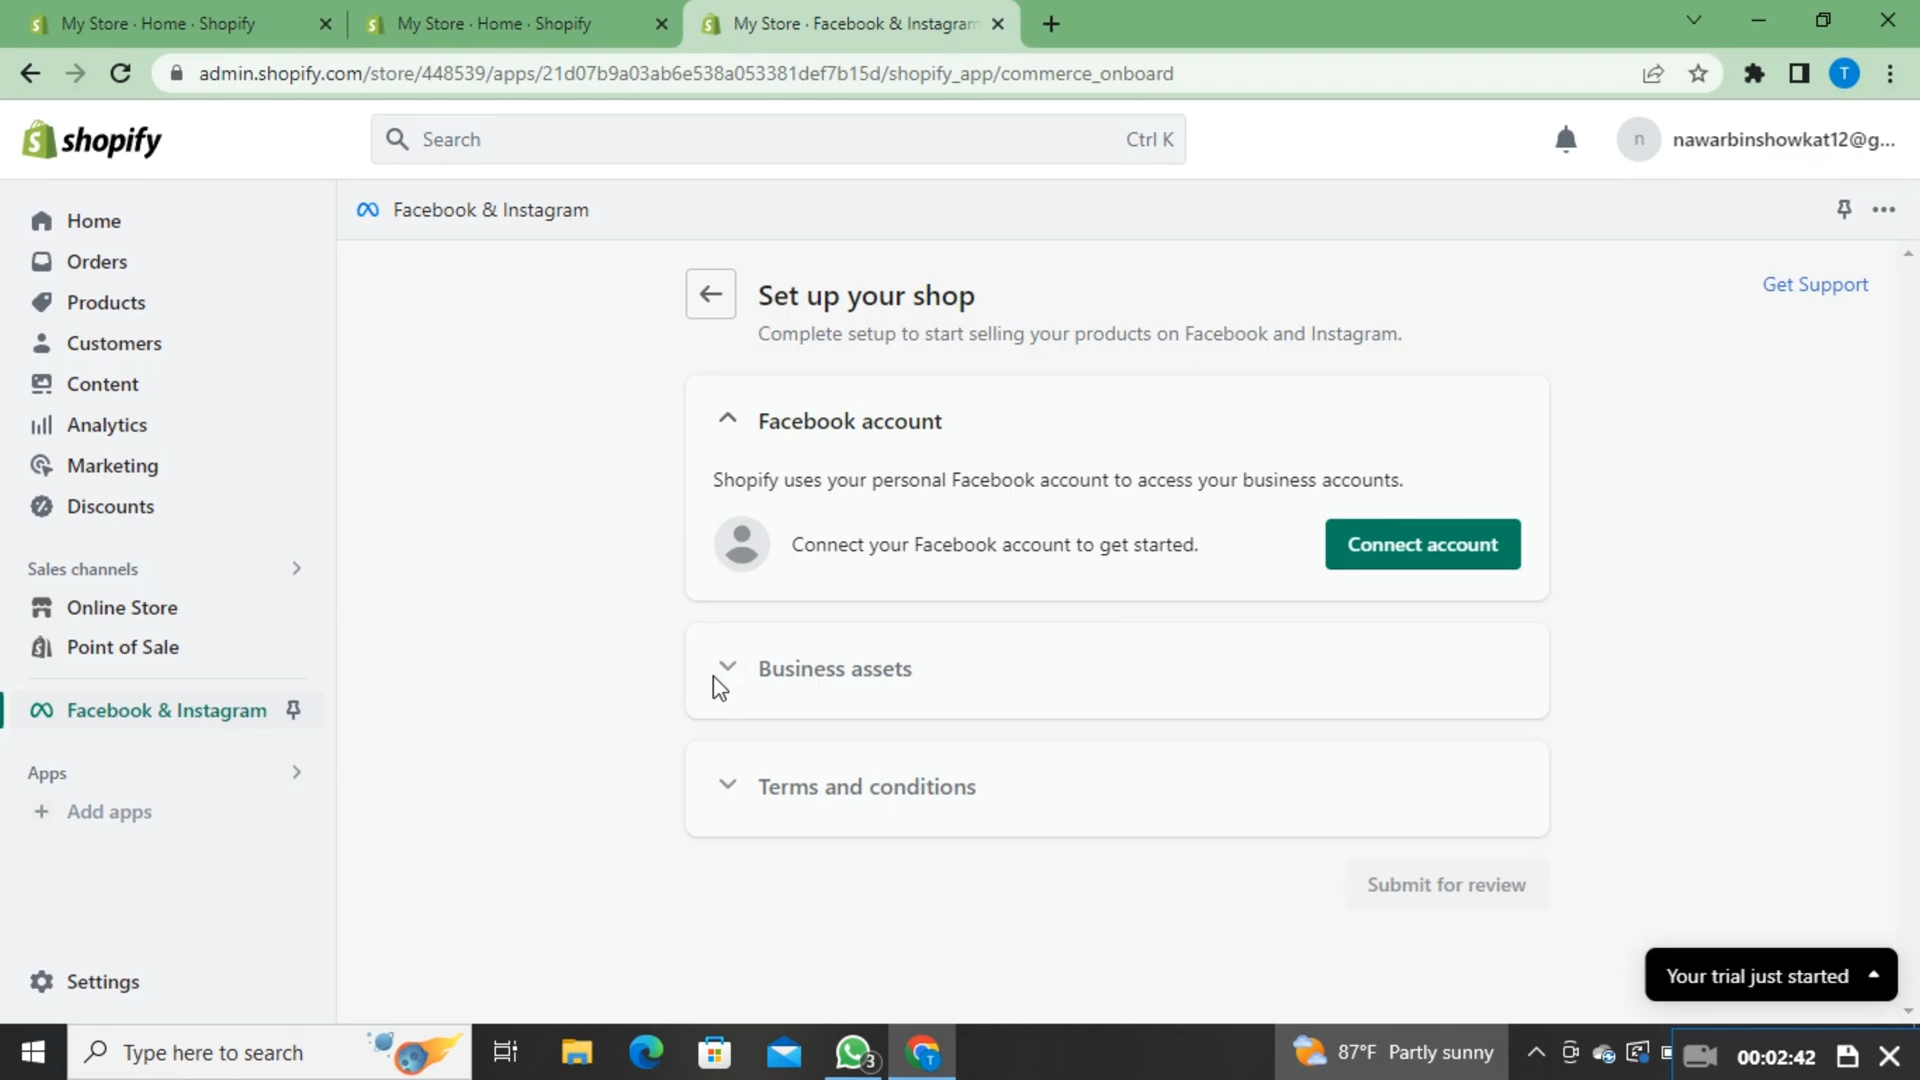 My Store · Home · Shopify
My Store · Home · Shopify
My Store · Facebook & Instagram
admin.shopify.com/store/448539/apps/21d07b9a03ab6e538a053381def7b15d/shopify_app/commerce_onboard
T
shopify
Search
Ctrl K
n
nawarbinshowkat12@g...
Home
Orders
Products
Customers
Content
Analytics
Marketing
Discounts
Sales channels
Online Store
Point of Sale
Facebook & Instagram
Apps
Add apps
Settings
Facebook & Instagram
Get Support
Set up your shop
Complete setup to start selling your products on Facebook and Instagram.
Facebook account
Shopify uses your personal Facebook account to access your business accounts.
Connect your Facebook account to get started.
Connect account
Business assets
Terms and conditions
Submit for review
Your trial just started
Type here to search
3
T
87°F Partly sunny
00:02:42